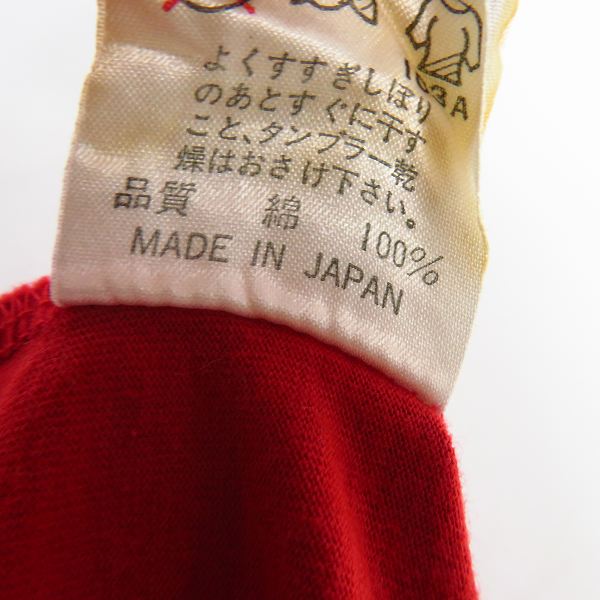 よくすすぎしぼり
のあとすぐに干す
こと、タンブラー乾
燥はおさけ下さい。
品質 綿 100%
MADE IN JAPAN